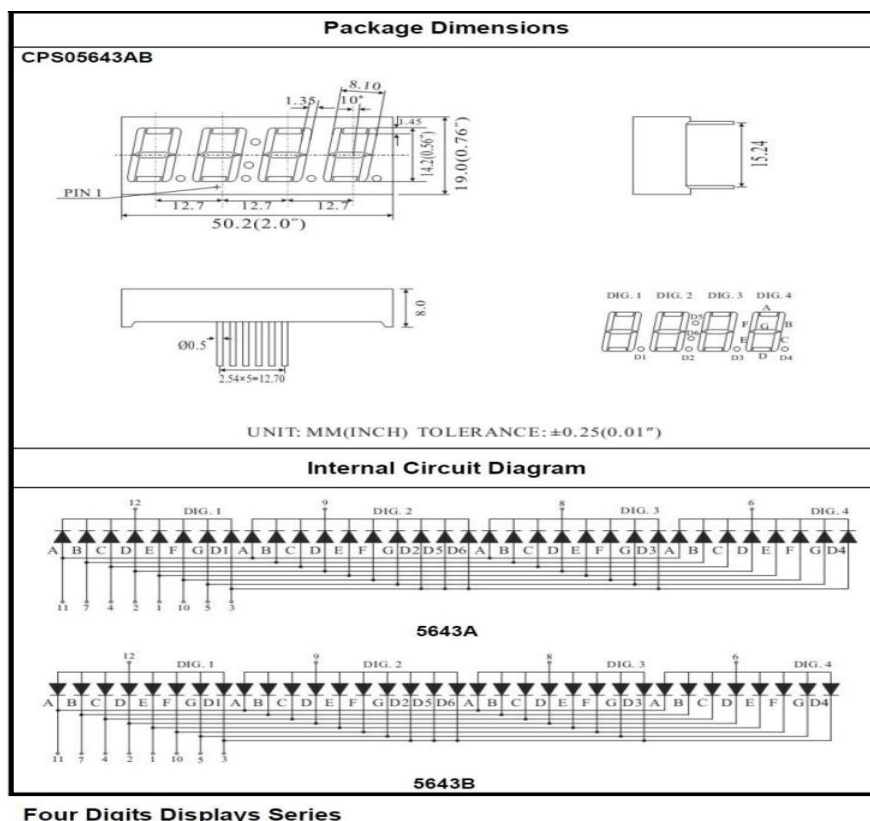 Package Dimensions
CPS05643AB
8.10
1.35 10°
1.45
14.2(0.56″)
19.0(0.76″)
15.24
PIN 1
12.7 12.7 12.7
50.2(2.0″)
8.0
Ø0.5
2.54×5=12.70
DIG. 1 DIG. 2 DIG. 3 DIG. 4
A
D5 F G B
D6 E C
D1 D2 D3 D D4
UNIT: MM(INCH) TOLERANCE: ±0.25(0.01″)
Internal Circuit Diagram
12 9 8 6
DIG. 1 DIG. 2 DIG. 3 DIG. 4
A B C D E F G D1 A B C D E F G D2 D5 D6 A B C D E F G D3 A B C D E F G D4
11 7 4 2 1 10 5 3
5643A
12 9 8 6
DIG. 1 DIG. 2 DIG. 3 DIG. 4
A B C D E F G D1 A B C D E F G D2 D5 D6 A B C D E F G D3 A B C D E F G D4
11 7 4 2 1 10 5 3
5643B
Four Digits Displays Series